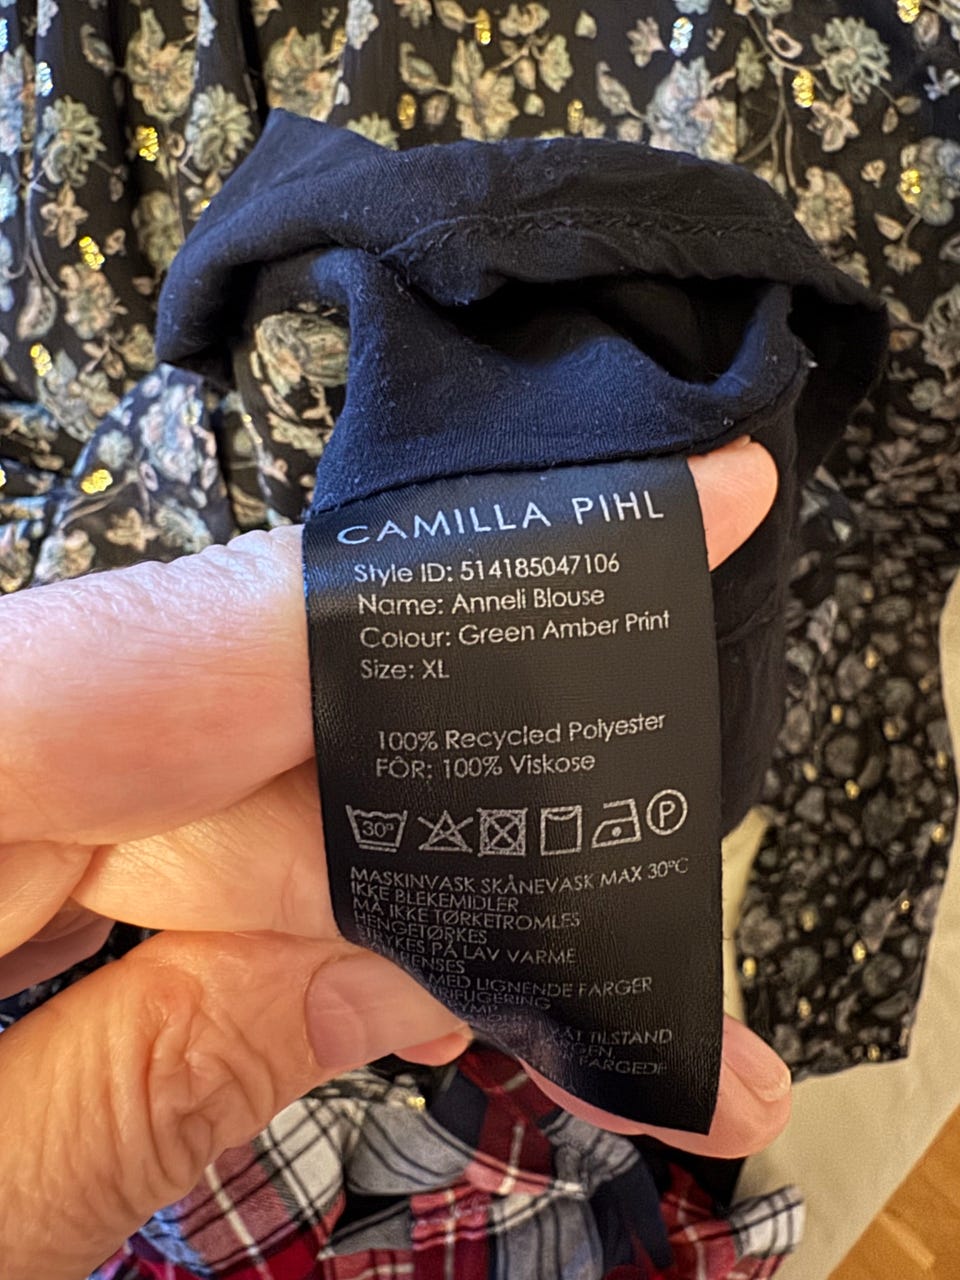 CAMILLA PIHL
Style ID: 514185047106
Name: Anneli Blouse
Colour: Green Amber Print
Size: XL
100% Recycled Polyester
FÔR: 100% Viskose
30° P
MASKINVASK SKÅNEVASK MAX 30°C
IKKE BLEKEMIDLER
MÅ IKKE TØRKETROMLES
HENGETØRKES
PÅ LAV VARME
MED LIGNENDE FARGER
TILSTAND